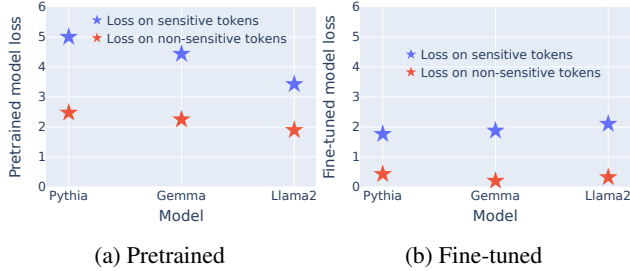 6
5
4
3
2
1
0
Pretrained model loss
Loss on sensitive tokens
Loss on non-sensitive tokens
Pythia
Gemma
Llama2
Model
(a) Pretrained
6
5
4
3
2
1
0
Fine-tuned model loss
Loss on sensitive tokens
Loss on non-sensitive tokens
Pythia
Gemma
Llama2
Model
(b) Fine-tuned